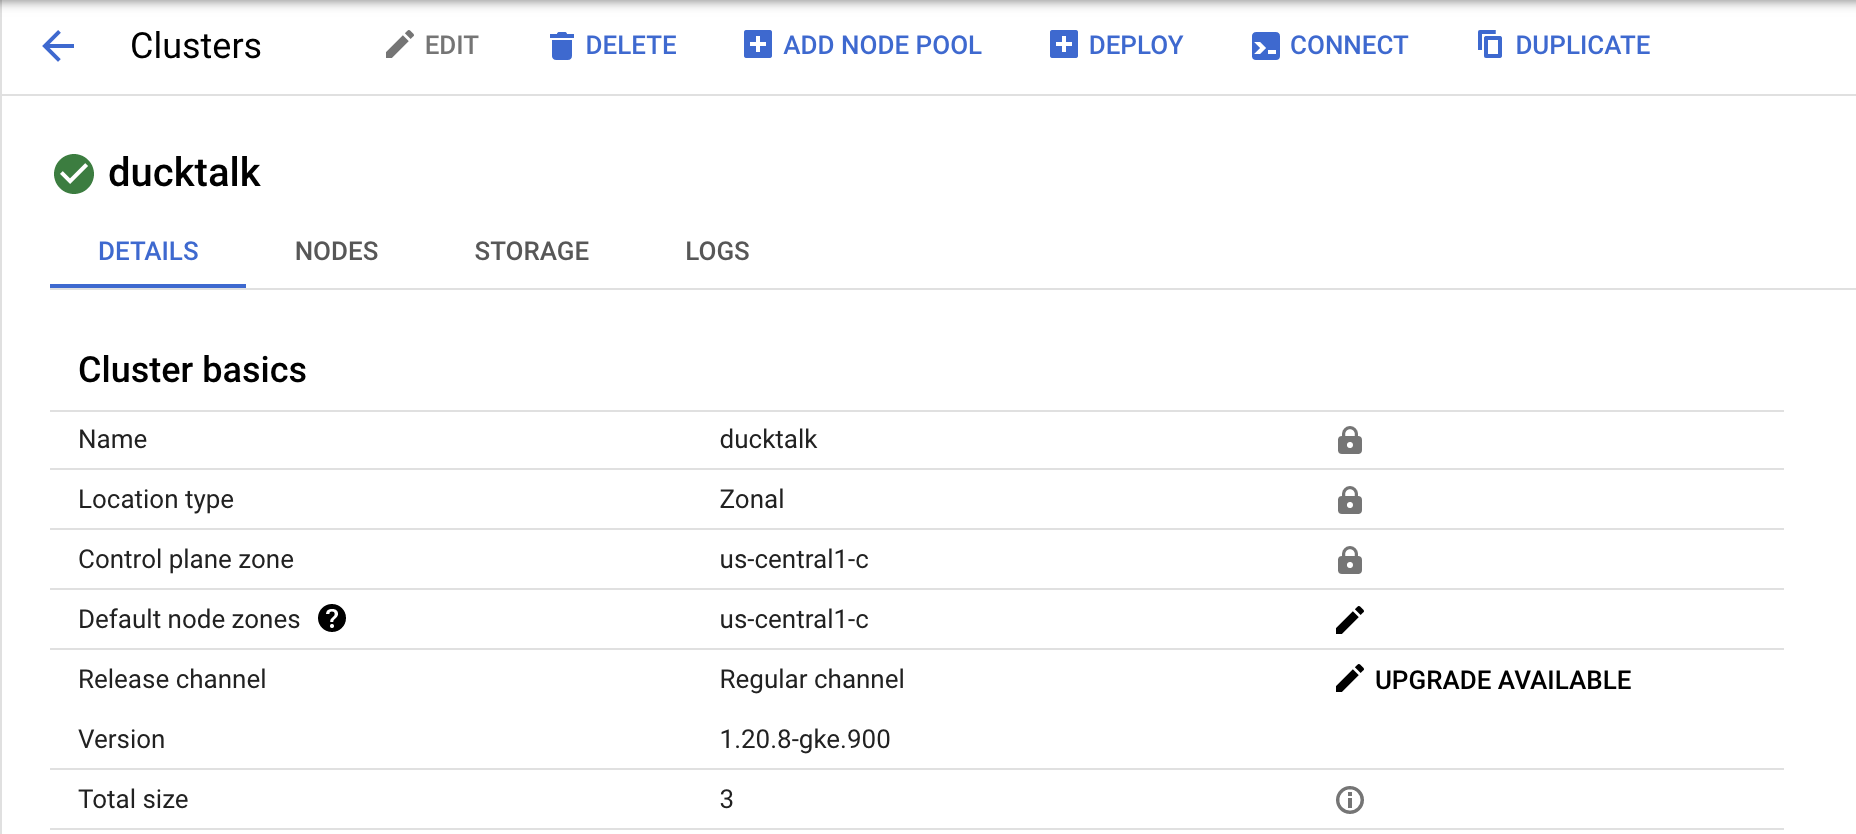 Clusters EDIT DELETE ADD NODE POOL DEPLOY CONNECT DUPLICATE
ducktalk
DETAILS NODES STORAGE LOGS
Cluster basics
Name ducktalk
Location type Zonal
Control plane zone us-central1-c
Default node zones ? us-central1-c
Release channel Regular channel UPGRADE AVAILABLE
Version 1.20.8-gke.900
Total size 3